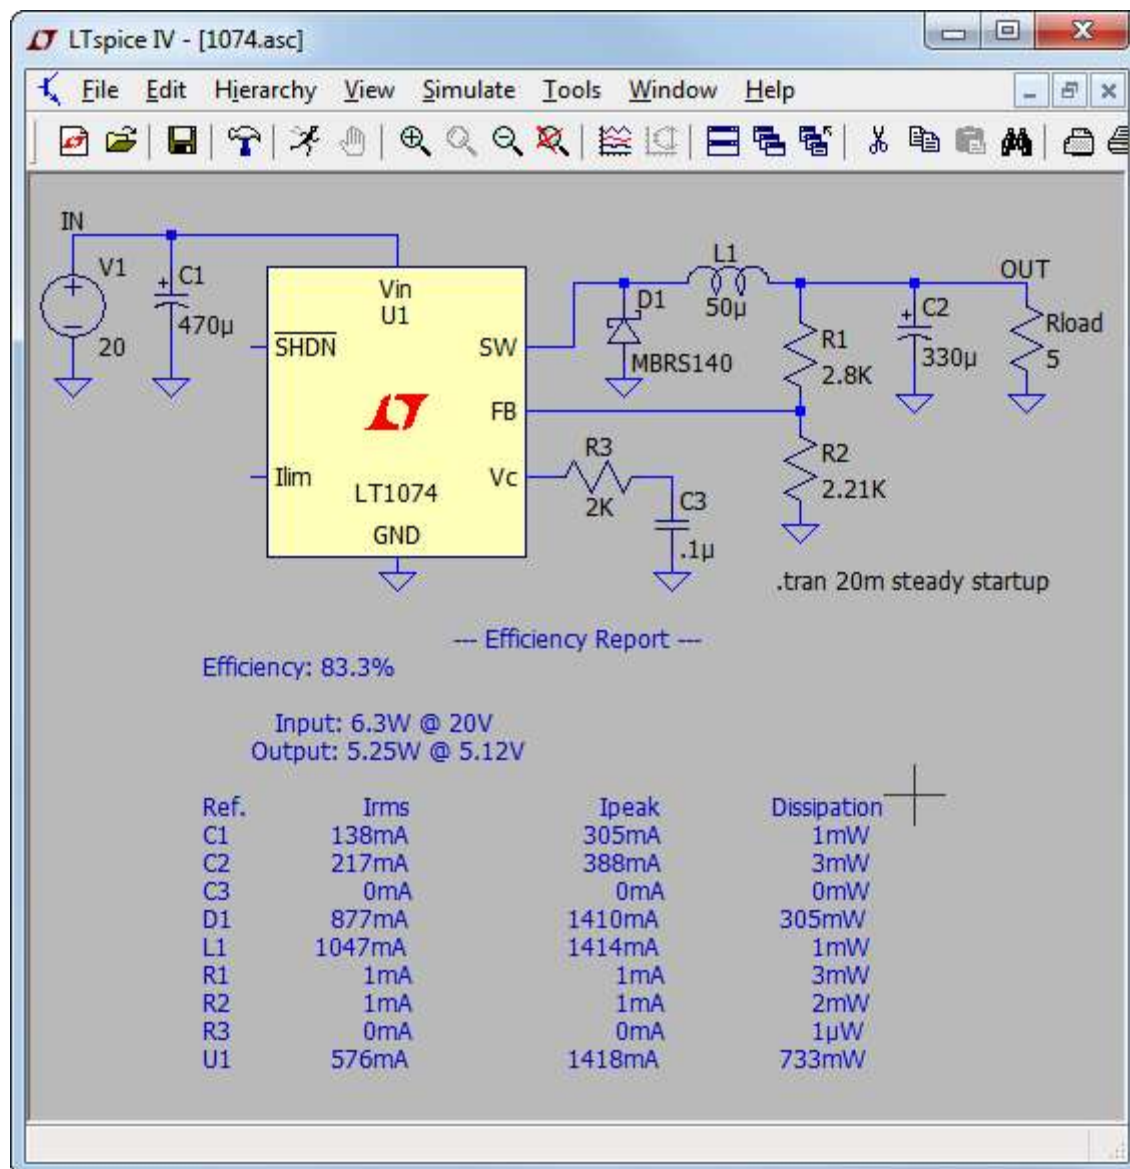 LTspice IV - [1074.asc]
File Edit Hierarchy View Simulate Tools Window Help
IN
V1
20
C1
470µ
Vin
U1
SHDN
SW
FB
Ilim
Vc
LT1074
GND
D1
MBRS140
L1
50µ
OUT
R1
2.8K
C2
330µ
Rload
5
R2
2.21K
R3
2K
C3
.1µ
.tran 20m steady startup
--- Efficiency Report ---
Efficiency: 83.3%
Input: 6.3W @ 20V
Output: 5.25W @ 5.12V
Ref. Irms Ipeak Dissipation
C1 138mA 305mA 1mW
C2 217mA 388mA 3mW
C3 0mA 0mA 0mW
D1 877mA 1410mA 305mW
L1 1047mA 1414mA 1mW
R1 1mA 1mA 3mW
R2 1mA 1mA 2mW
R3 0mA 0mA 1µW
U1 576mA 1418mA 733mW